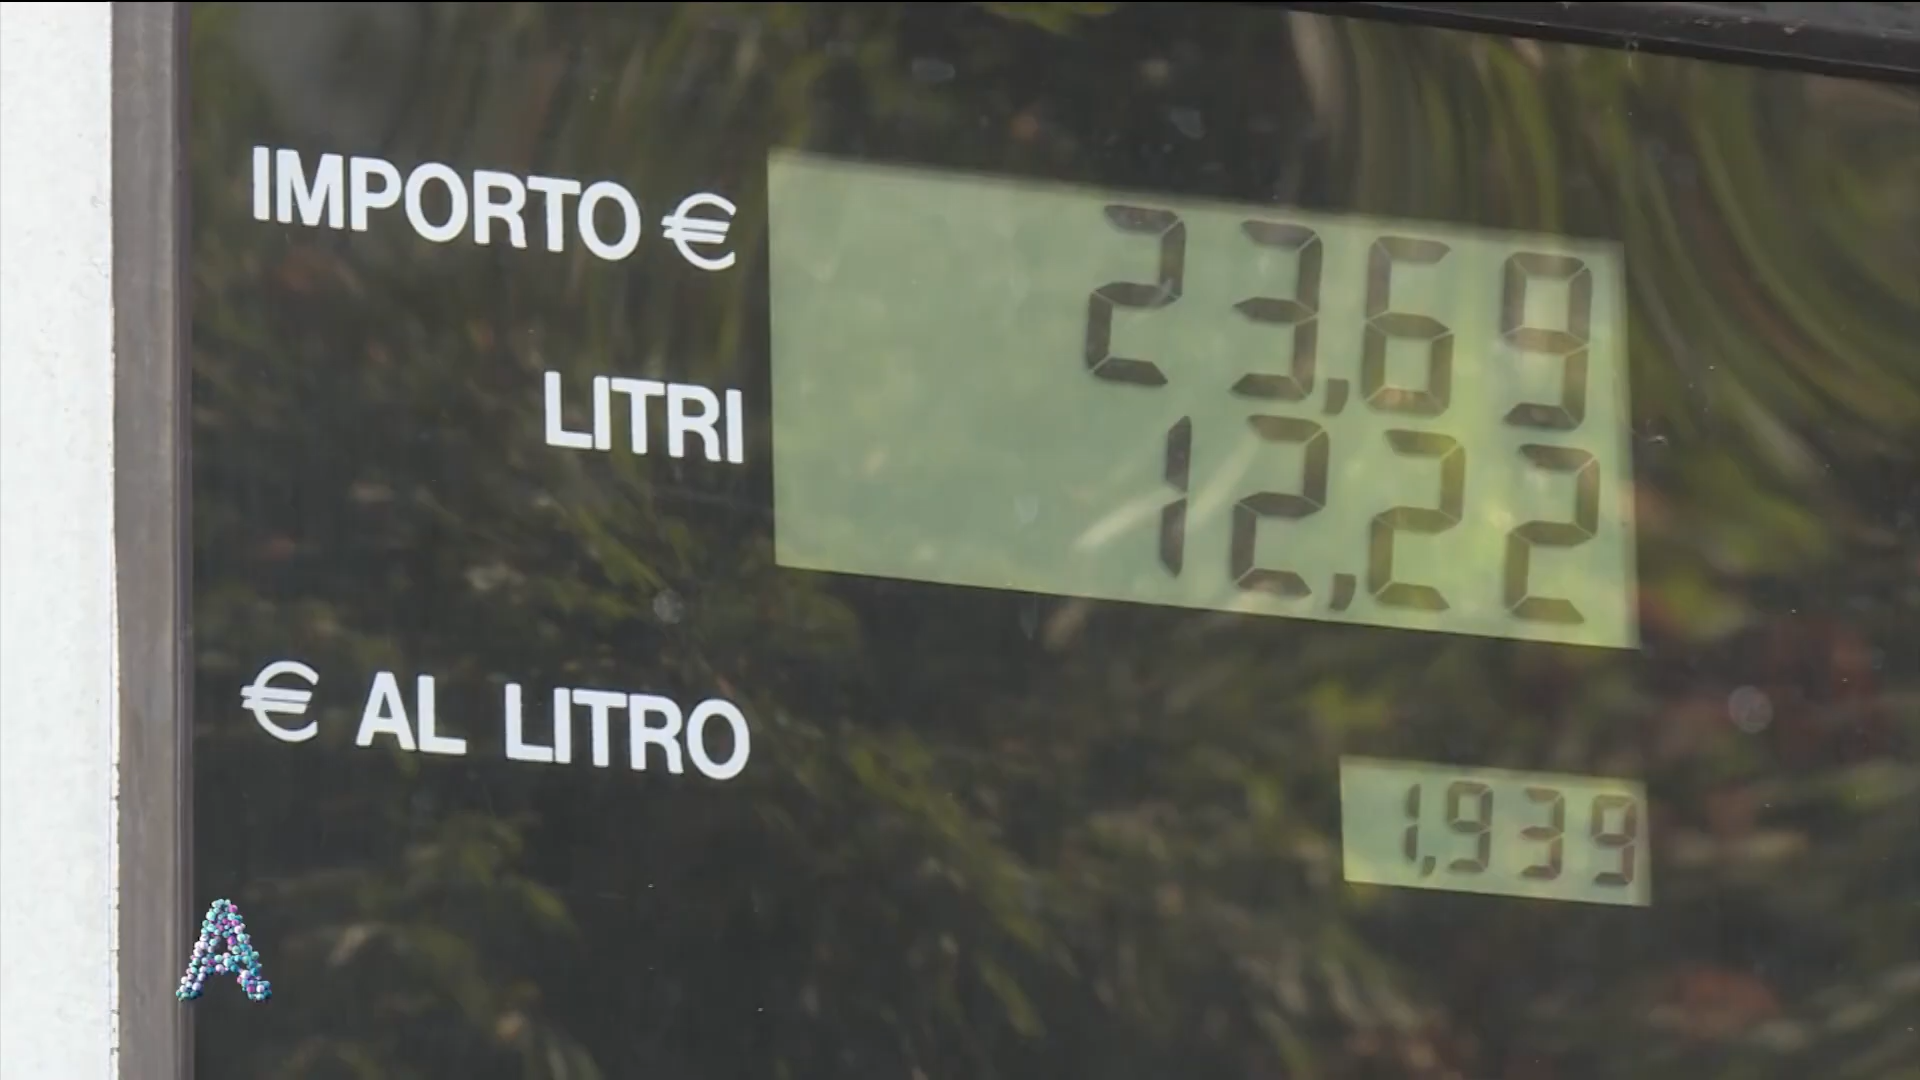 IMPORTO € 23,69
LITRI 12,22
€ AL LITRO 1,939
A